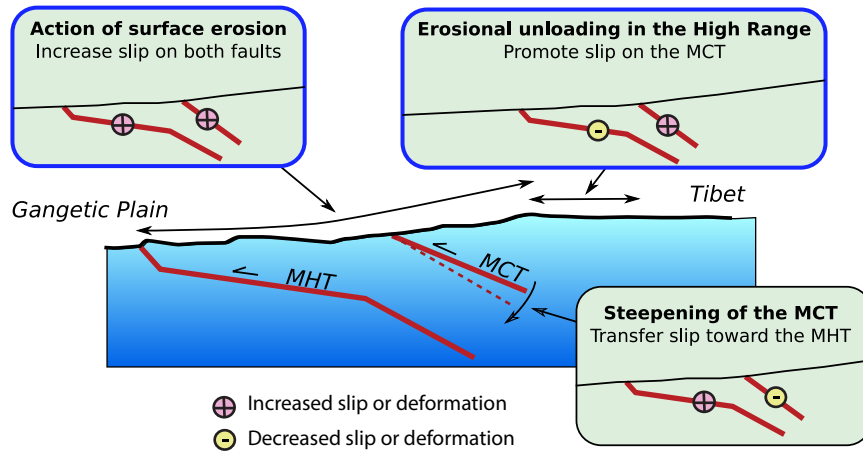 Action of surface erosion
Increase slip on both faults
Erosional unloading in the High Range
Promote slip on the MCT
Gangetic Plain
Tibet
MHT
MCT
Steepening of the MCT
Transfer slip toward the MHT
Increased slip or deformation
Decreased slip or deformation